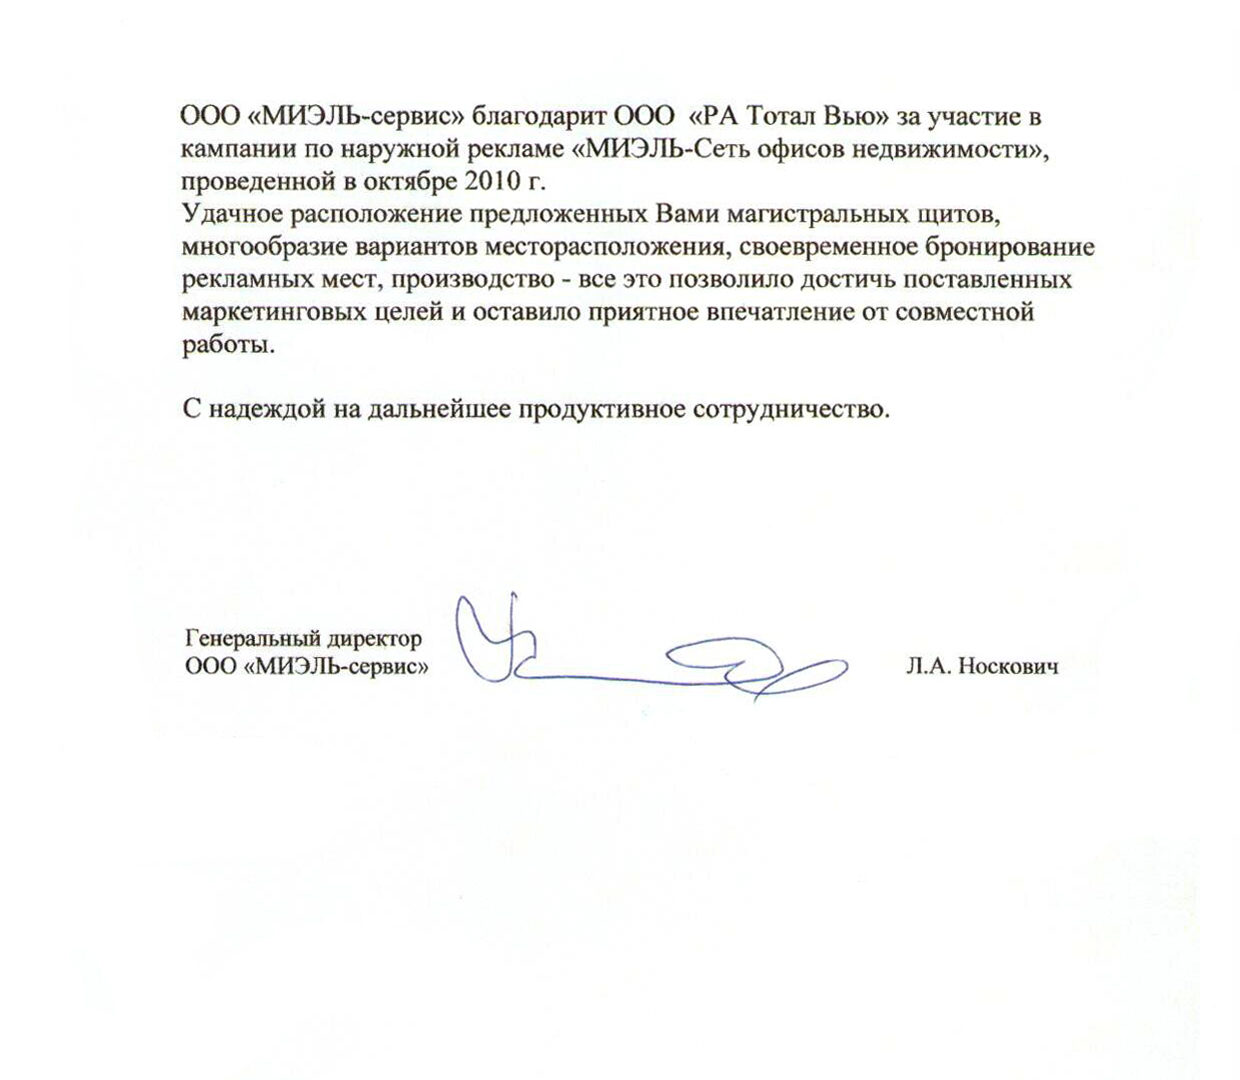 ООО «МИЭЛЬ-сервис» благодарит ООО  «РА Тотал Вью» за участие в
кампании по наружной рекламе «МИЭЛЬ-Сеть офисов недвижимости»,
проведенной в октябре 2010 г.
Удачное расположение предложенных Вами магистральных щитов,
многообразие вариантов месторасположения, своевременное бронирование
рекламных мест, производство - все это позволило достичь поставленных
маркетинговых целей и оставило приятное впечатление от совместной
работы.
С надеждой на дальнейшее продуктивное сотрудничество.
Генеральный директор
ООО «МИЭЛЬ-сервис»
Л.А. Носкович